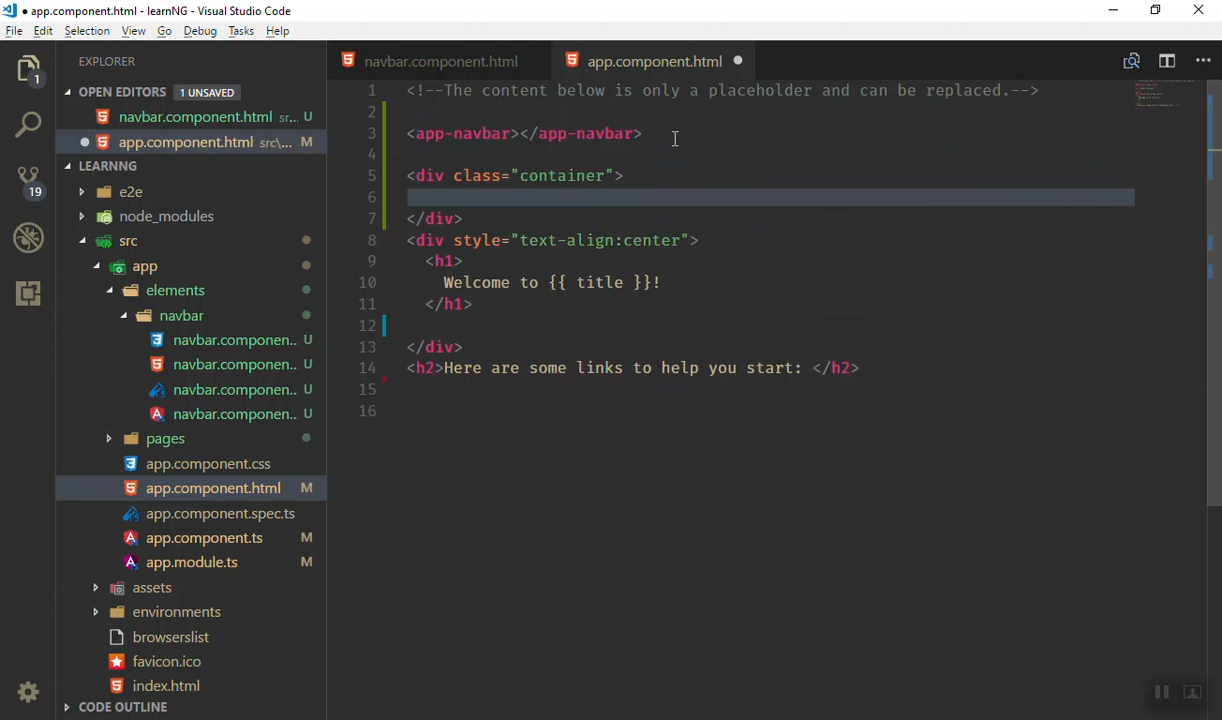 app.component.html - learnNG - Visual Studio Code
File Edit Selection View Go Debug Tasks Help
EXPLORER
navbar.component.html
app.component.html
1
OPEN EDITORS 1 UNSAVED
navbar.component.html sr... U
app.component.html src\... M
LEARNNG
19
e2e
node_modules
src
app
elements
navbar
navbar.componen.. U
navbar.componen.. U
navbar.componen.. U
navbar.componen.. U
pages
app.component.css
app.component.html M
app.component.spec.ts
app.component.ts M
app.module.ts M
assets
environments
browserslist
favicon.ico
index.html
CODE OUTLINE
1 <!--The content below is only a placeholder and can be replaced.-->
2
3 <app-navbar></app-navbar>
4
5 <div class="container">
6
7 </div>
8 <div style="text-align:center">
9 <h1>
10 Welcome to {{ title }}!
11 </h1>
12
13 </div>
14 <h2>Here are some links to help you start: </h2>
15
16